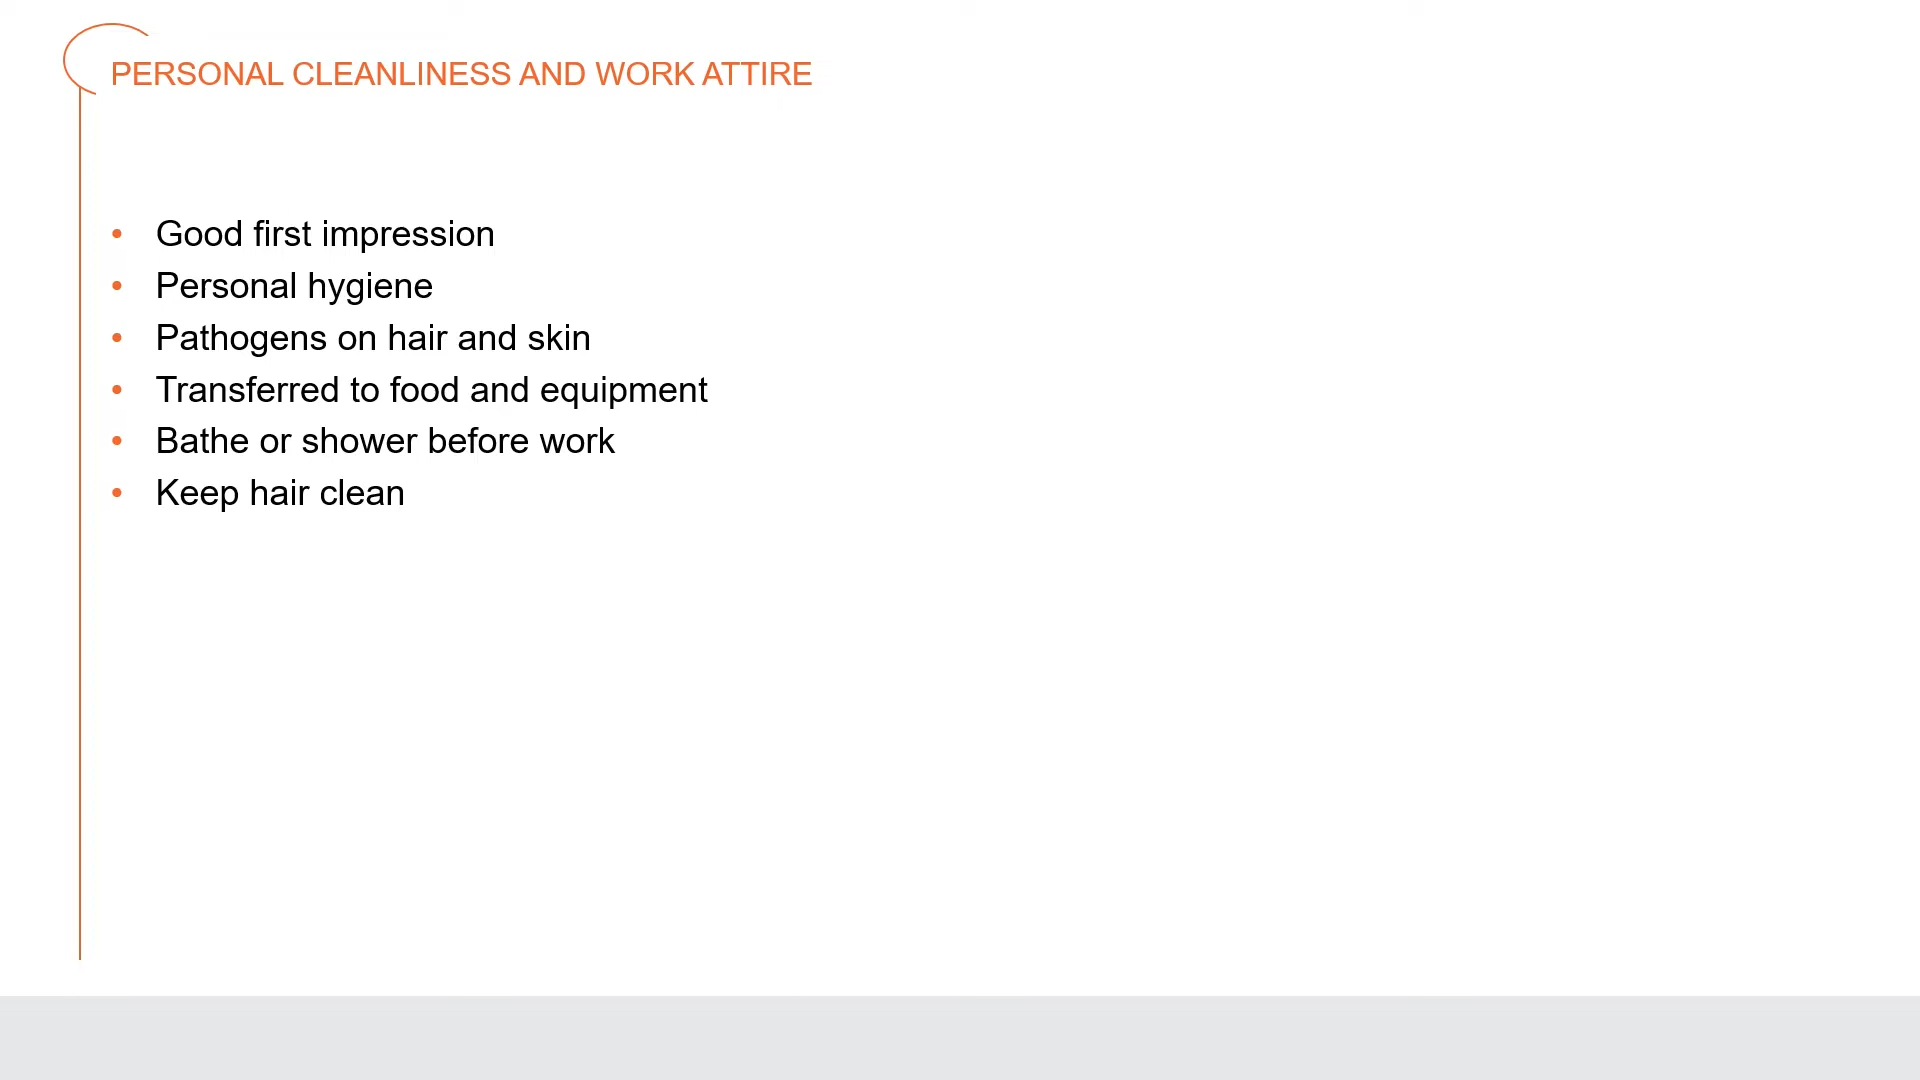 PERSONAL CLEANLINESS AND WORK ATTIRE
• Good first impression
• Personal hygiene
• Pathogens on hair and skin
• Transferred to food and equipment
• Bathe or shower before work
• Keep hair clean